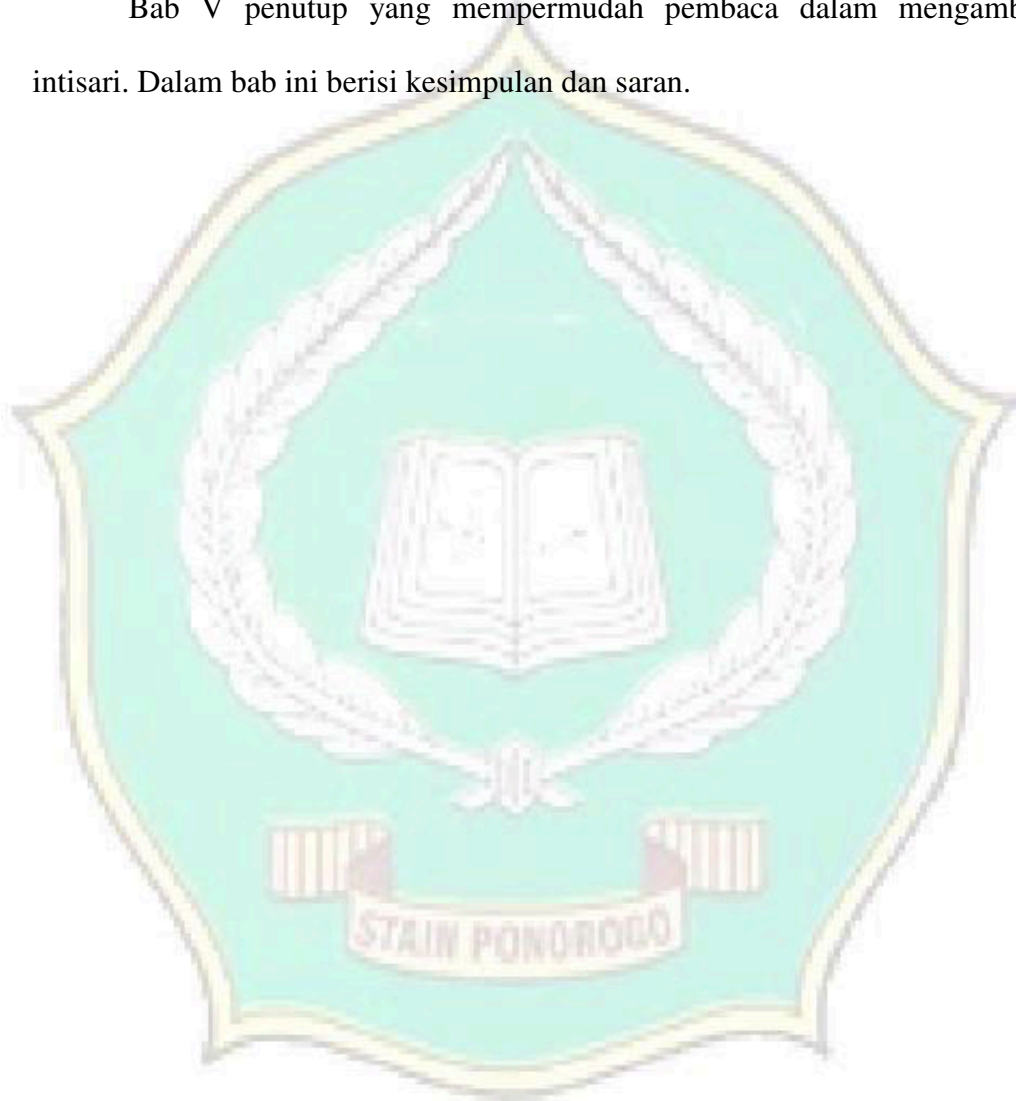 Bab V penutup yang mempermudah pembaca dalam mengamb
intisari. Dalam bab ini berisi kesimpulan dan saran.
STAIN PONOROGO